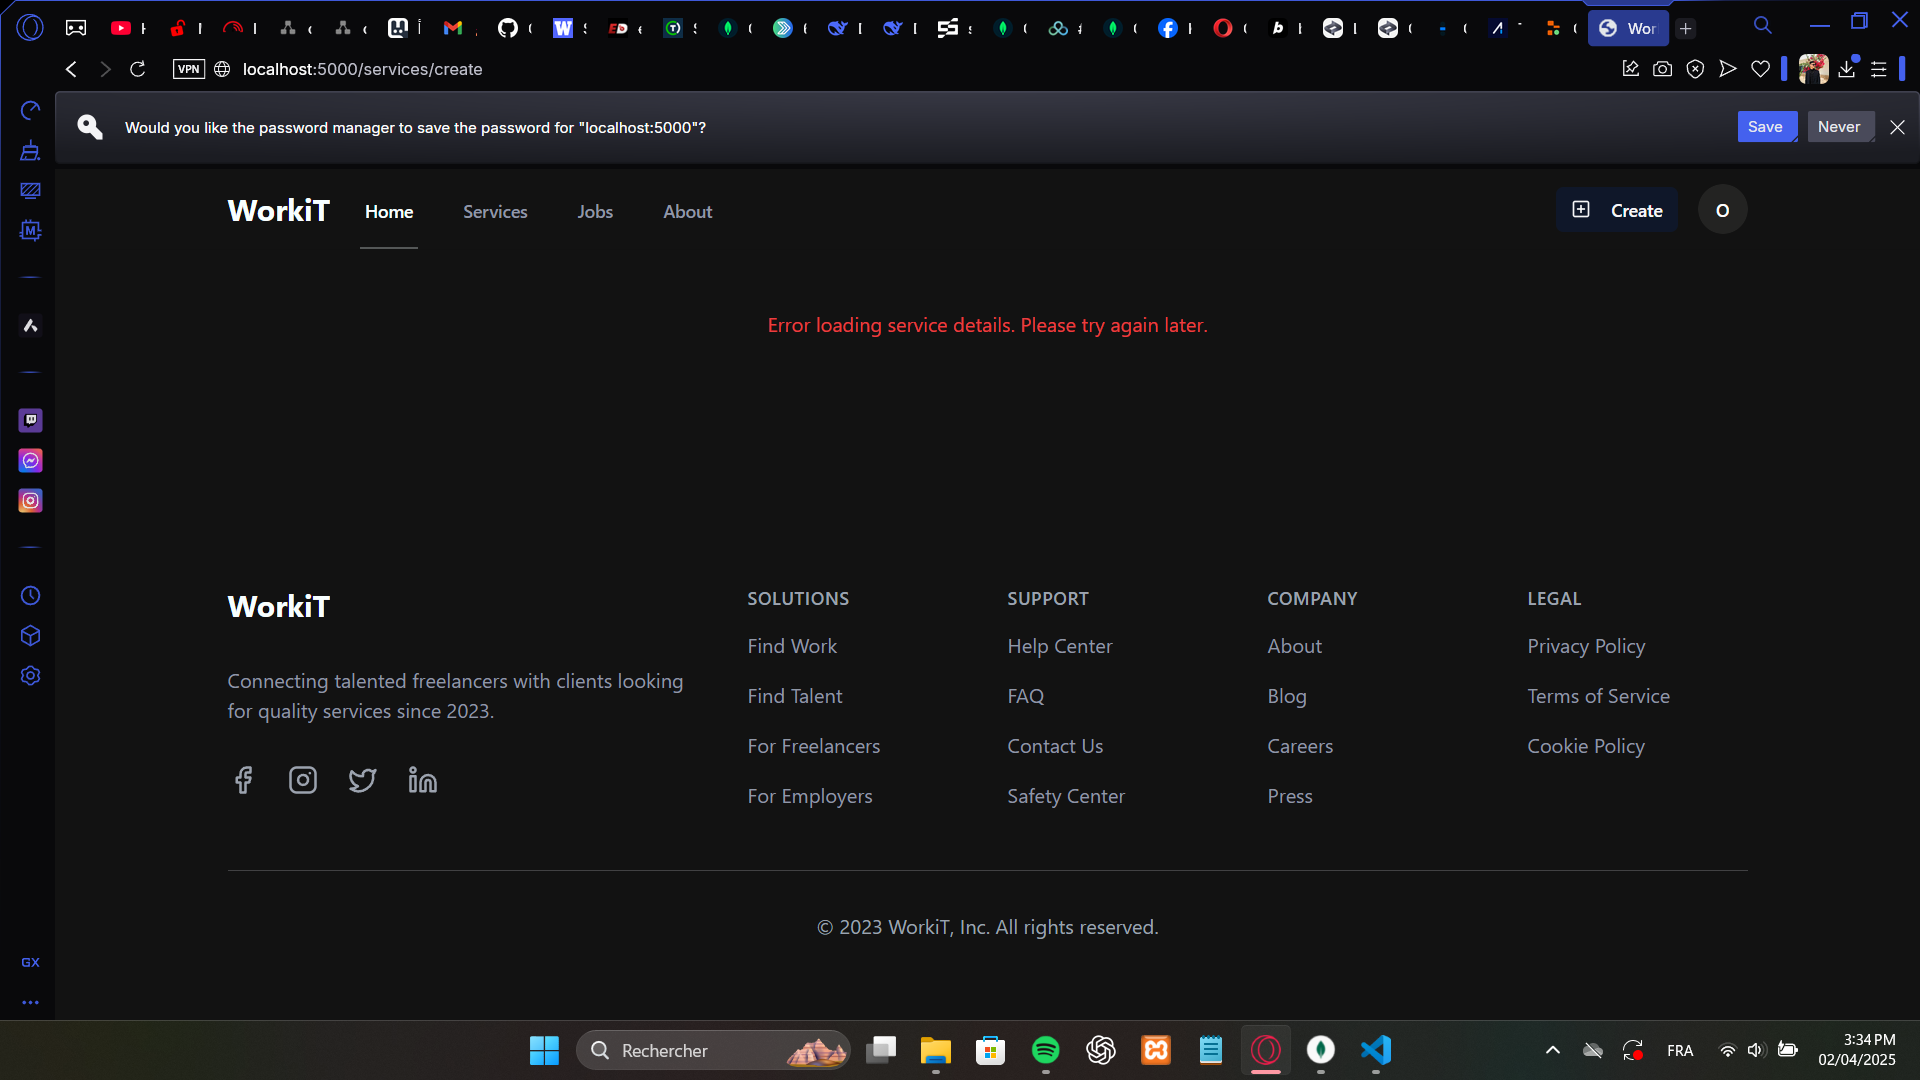 Wor
VPN
localhost:5000/services/create
Would you like the password manager to save the password for "localhost:5000"?
Save
Never
WorkiT
Home
Services
Jobs
About
Create
O
Error loading service details. Please try again later.
WorkiT
Connecting talented freelancers with clients looking
for quality services since 2023.
SOLUTIONS
Find Work
Find Talent
For Freelancers
For Employers
SUPPORT
Help Center
FAQ
Contact Us
Safety Center
COMPANY
About
Blog
Careers
Press
LEGAL
Privacy Policy
Terms of Service
Cookie Policy
© 2023 WorkiT, Inc. All rights reserved.
GX
Rechercher
FRA
3:34 PM
02/04/2025